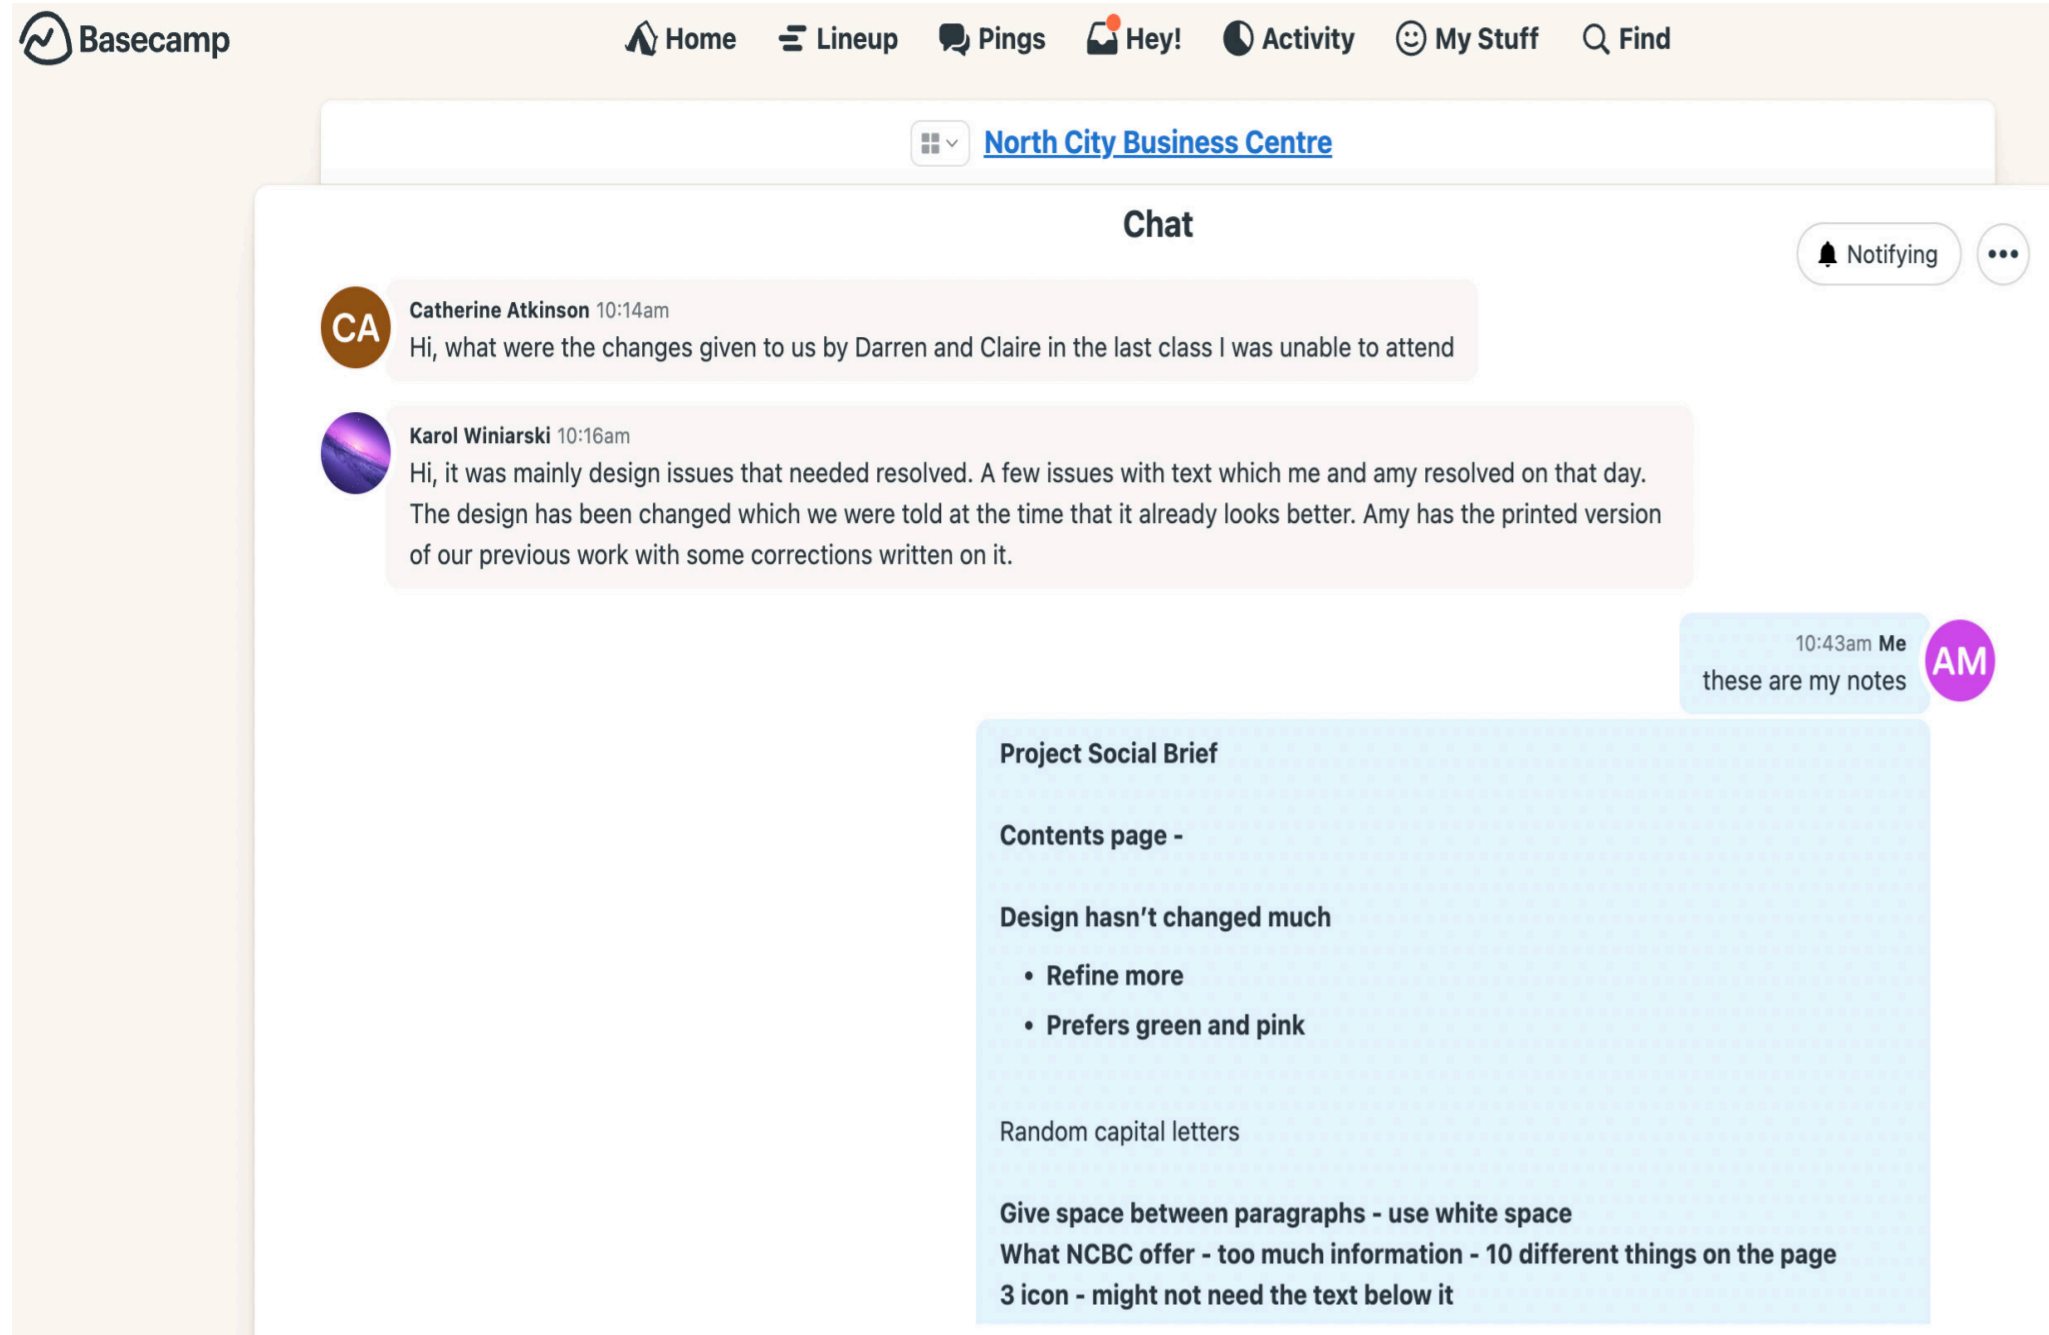 Basecamp
Home Lineup Pings Hey! Activity My Stuff Find
North City Business Centre
Chat
Notifying
CA
Catherine Atkinson 10:14am
Hi, what were the changes given to us by Darren and Claire in the last class I was unable to attend
Karol Winiarski 10:16am
Hi, it was mainly design issues that needed resolved. A few issues with text which me and amy resolved on that day.
The design has been changed which we were told at the time that it already looks better. Amy has the printed version
of our previous work with some corrections written on it.
10:43am Me
AM
these are my notes
Project Social Brief
Contents page -
Design hasn’t changed much
• Refine more
• Prefers green and pink
Random capital letters
Give space between paragraphs - use white space
What NCBC offer - too much information - 10 different things on the page
3 icon - might not need the text below it